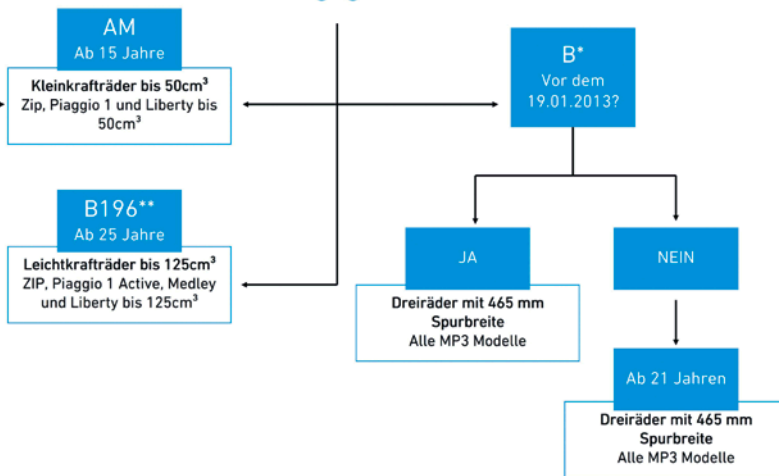 AM
Ab 15 Jahre
Kleinkrafträder bis 50cm³
Zip, Piaggio 1 und Liberty bis
50cm³
B196**
Ab 25 Jahre
Leichtkrafträder bis 125cm³
ZIP, Piaggio 1 Active, Medley
und Liberty bis 125cm³
B*
Vor dem
19.01.2013?
JA
Dreiräder mit 465 mm
Spurbreite
Alle MP3 Modelle
NEIN
Ab 21 Jahren
Dreiräder mit 465 mm
Spurbreite
Alle MP3 Modelle